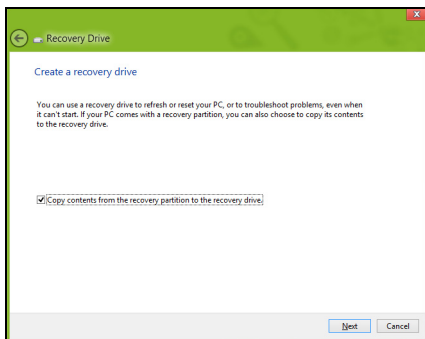 Recovery Drive
Create a recovery drive
You can use a recovery drive to refresh or reset your PC, or to troubleshoot problems, even when
it can't start. If your PC comes with a recovery partition, you can also choose to copy its contents
to the recovery drive.
Copy contents from the recovery partition to the recovery drive.
Next Cancel